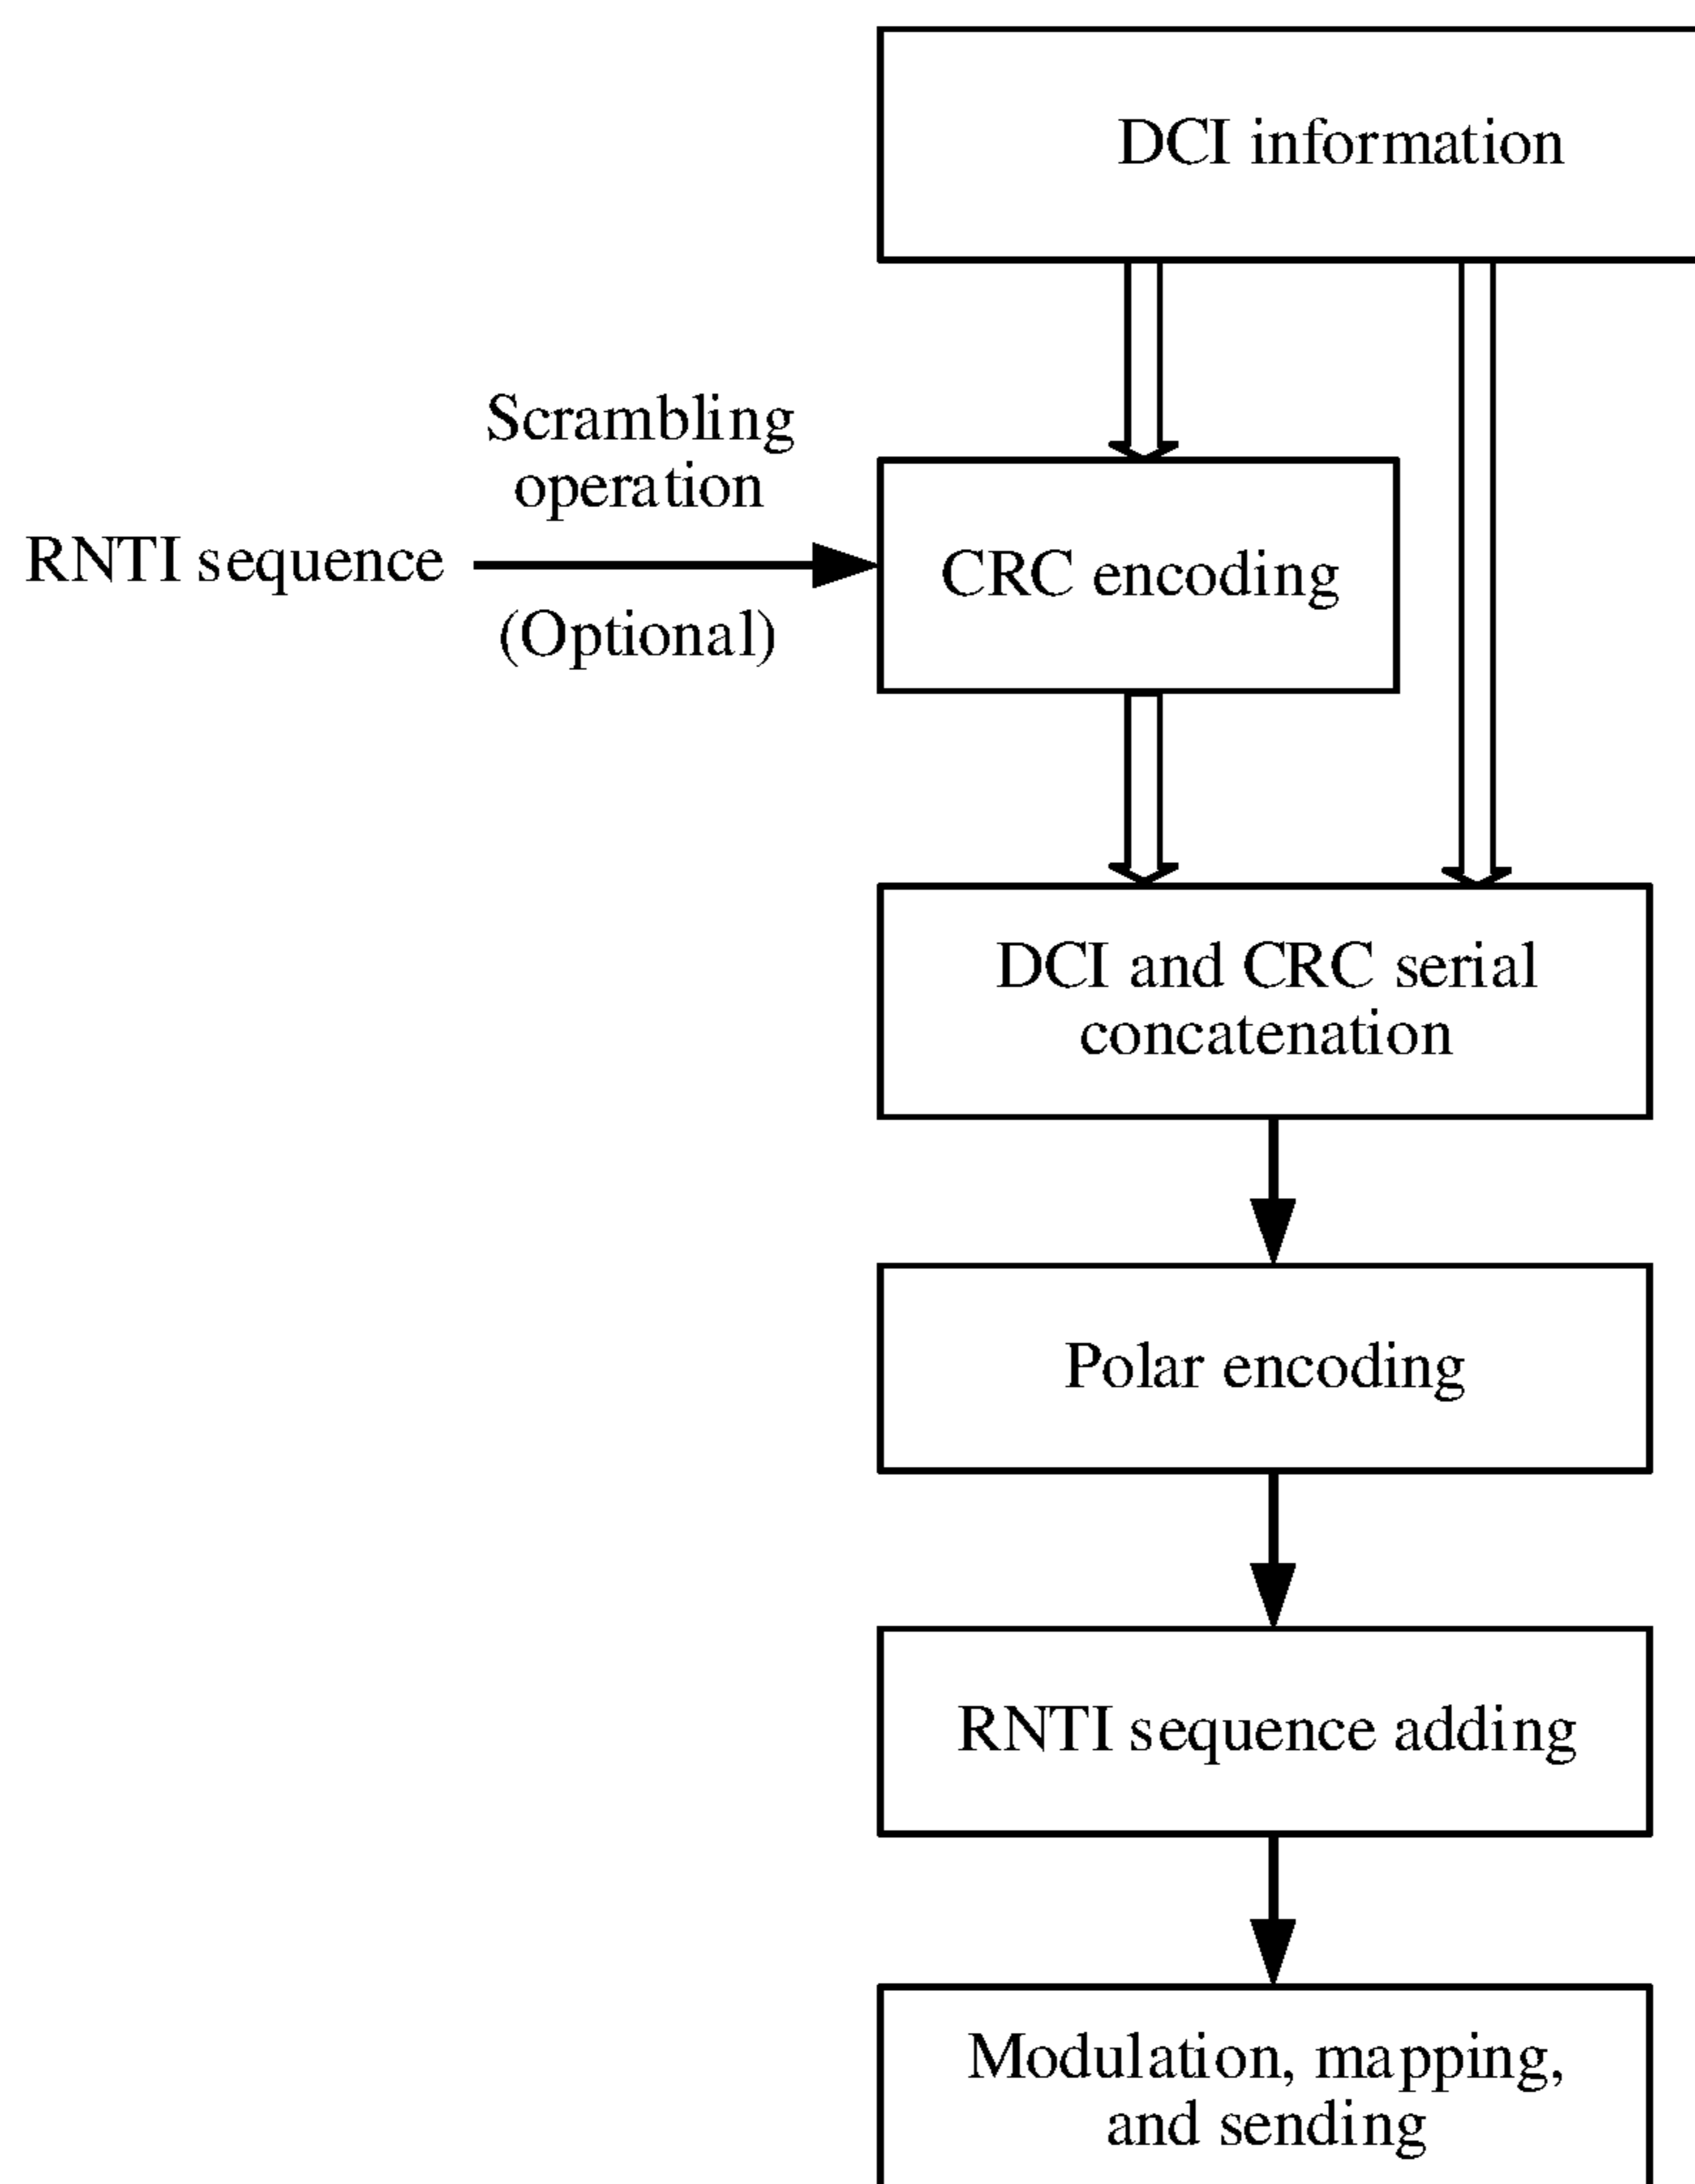 DCI information
Scrambling
operation
RNTI sequence
(Optional)
CRC encoding
DCI and CRC serial
concatenation
Polar encoding
RNTI sequence adding
Modulation, mapping,
and sending